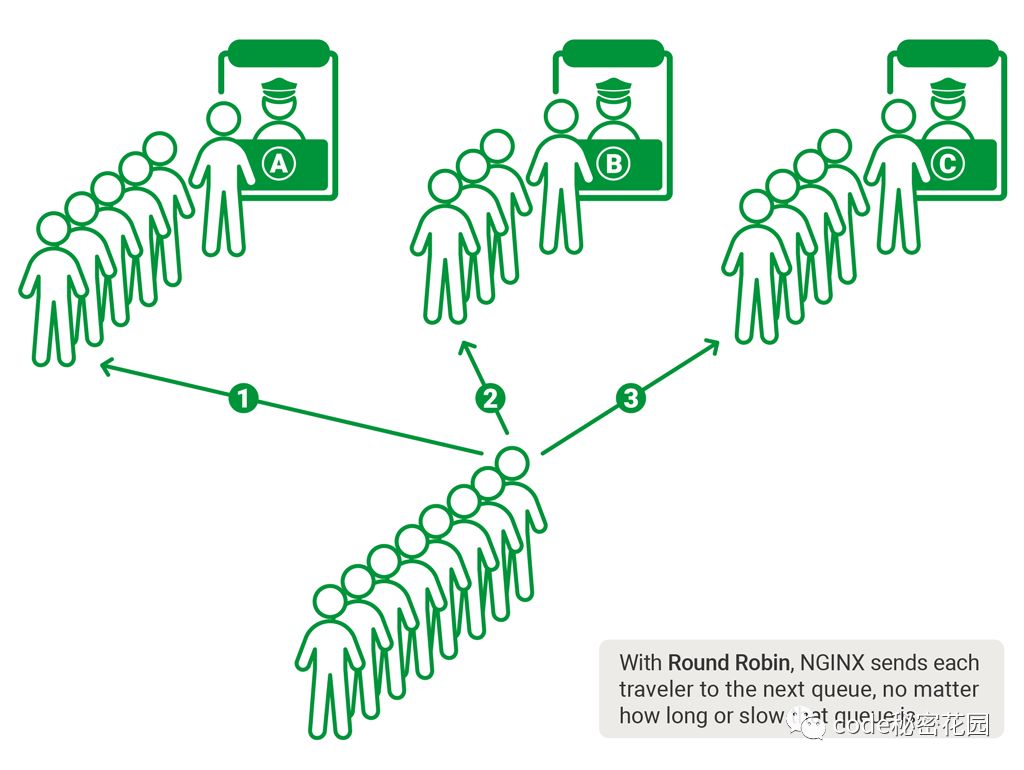 A
B
C
1
2
3
With Round Robin, NGINX sends each
traveler to the next queue, no matter
how long or slow that queue is.
code秘密花园